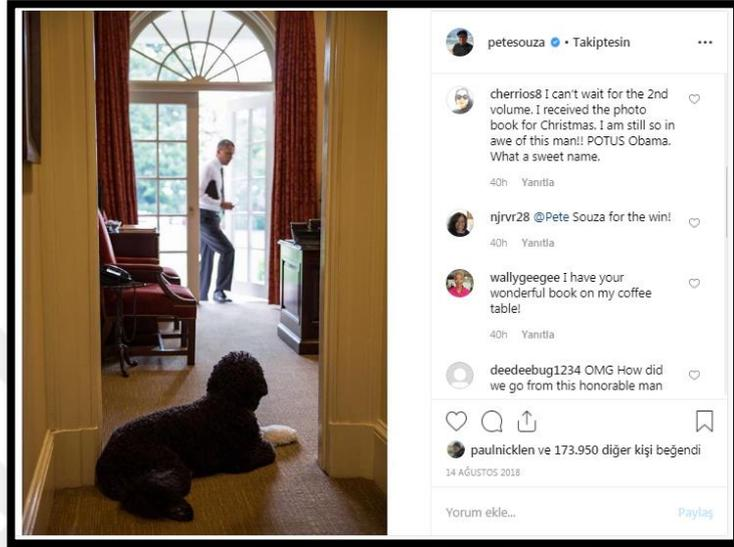 petesouza • Takiptesin
cherrios8 I can't wait for the 2nd
volume. I received the photo
book for Christmas. I am still so in
awe of this man!! POTUS Obama.
What a sweet name.
40h Yanıtla
njrvr28 @Pete Souza for the win!
40h Yanıtla
wallygeegee I have your
wonderful book on my coffee
table!
40h Yanıtla
deedeebug1234 OMG How did
we go from this honorable man
paulnicklen ve 173.950 diğer kişi beğendi
14 AĞUSTOS 2018
Yorum ekle...
Paylaş